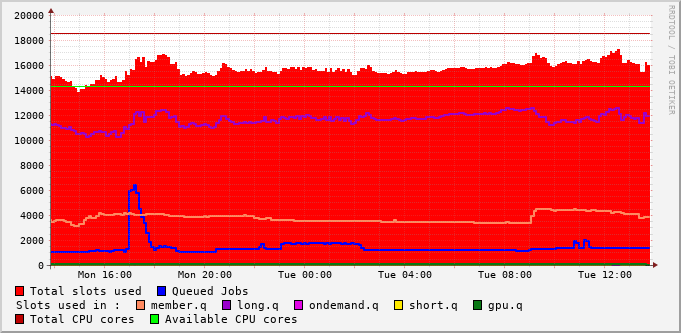 20000
18000
16000
14000
12000
10000
8000
6000
4000
2000
0
Mon 16:00 Mon 20:00 Tue 00:00 Tue 04:00 Tue 08:00 Tue 12:00
RRDTOOL / TOBI OETIKER
Total slots used Queued Jobs
Slots used in : member.q long.q ondemand.q short.q gpu.q
Total CPU cores Available CPU cores